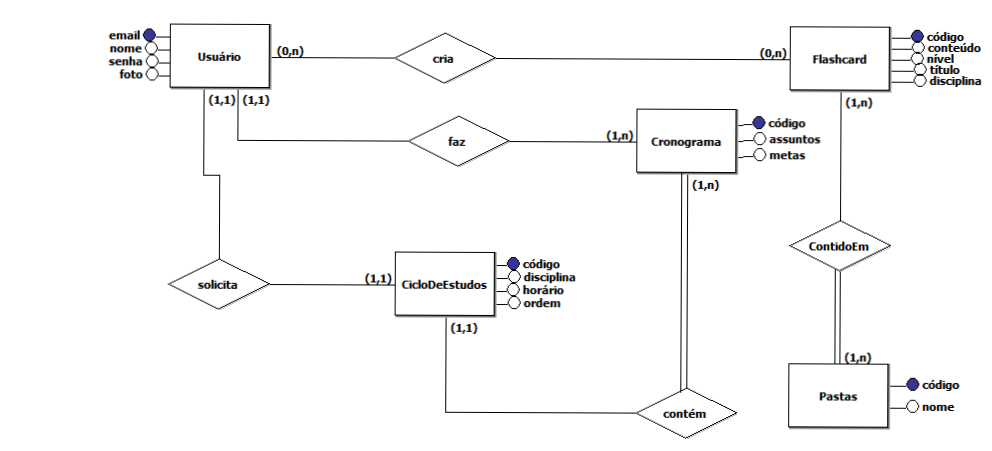 email
nome
senha
foto
Usuário
(0,n)
cria
(0,n)
Flashcard
código
conteúdo
nível
título
disciplina
(1,1)
(1,1)
(1,n)
faz
(1,n)
Cronograma
código
assuntos
metas
(1,n)
ContidoEm
solicita
(1,1)
CicloDeEstudos
código
disciplina
horário
ordem
(1,1)
(1,n)
contém
Pastas
código
nome